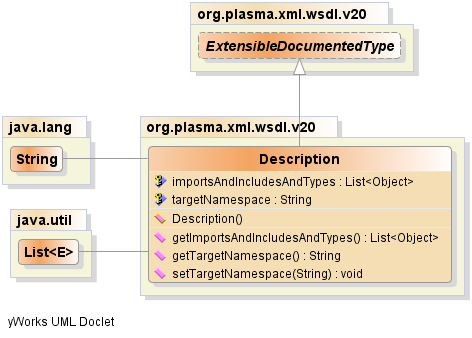 org.plasma.xml.wsdl.v20
ExtensibleDocumentedType
java.lang
String
org.plasma.xml.wsdl.v20
Description
importsAndIncludesAndTypes : List<Object>
targetNamespace : String
Description()
getImportsAndIncludesAndTypes() : List<Object>
getTargetNamespace() : String
setTargetNamespace(String) : void
java.util
List<E>
yWorks UML Doclet